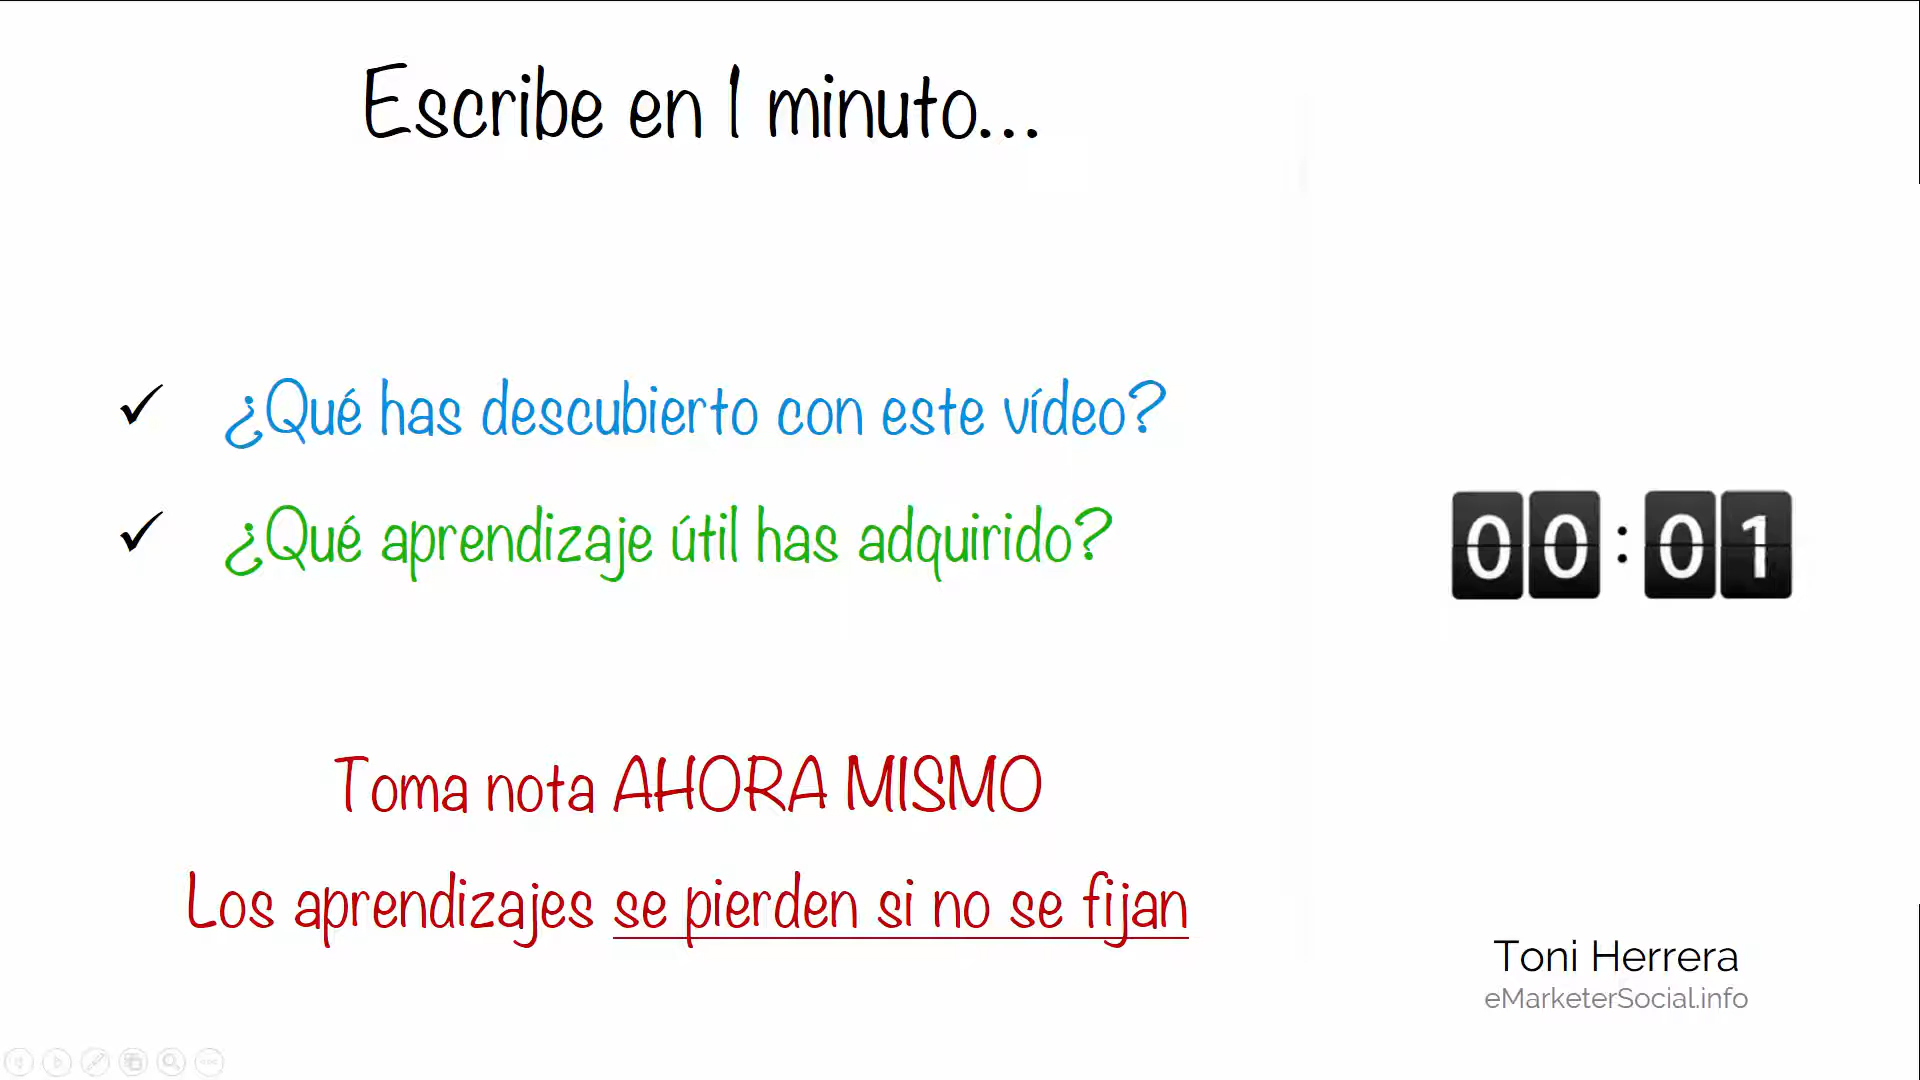 Escribe en 1 minuto...
✓ ¿Qué has descubierto con este vídeo?
✓ ¿Qué aprendizaje útil has adquirido?
00:01
Toma nota AHORA MISMO
Los aprendizajes se pierden si no se fijan
Toni Herrera
eMarketerSocial.info